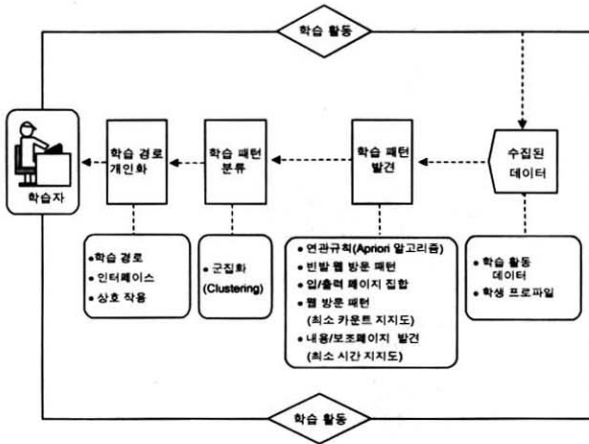 학습 활동
학습 경로
개인화
학습 패턴
분류
학습 패턴
발견
수집된
데이터
학습자
●학습 경로
● 인터페이스
● 상호 작용
● 군집화
(Clustering)
● 연관규칙(Apriori 알고리즘)
● 빈발 웹 방문 패턴
● 입/출력 페이지 집합
● 웹 방문 패턴
(최소 카운트 지지도)
● 내용/보조페이지 발견
(최소 시간 지지도)
● 학습 활동
데이터
● 학생 프로파일
학습 활동